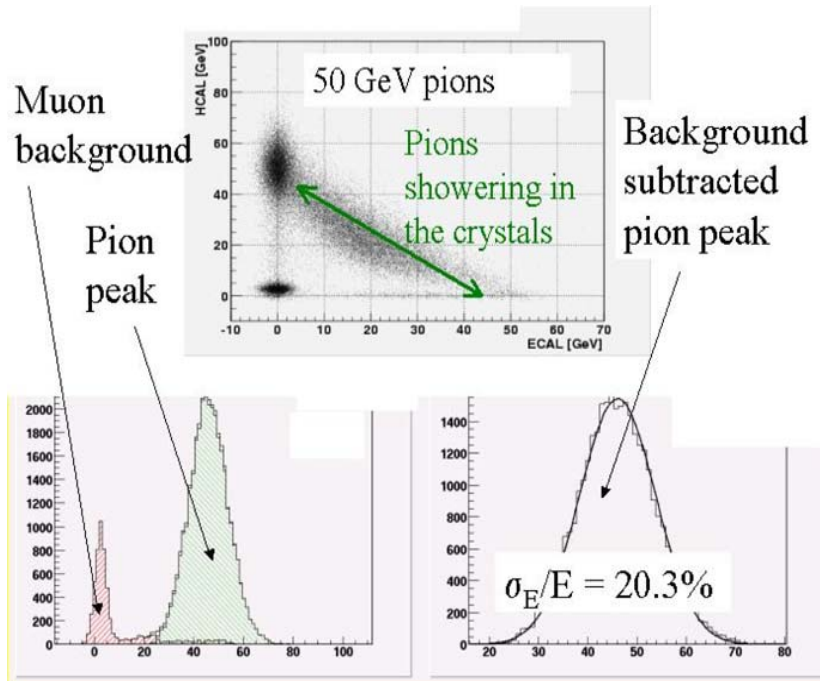 100
80
60
40
20
0
HCAL [GeV]
50 GeV pions
Pions
showering in
the crystals
-10 0 10 20 30 40 50 60 70
ECAL [GeV]
Muon
background
Pion
peak
Background
subtracted
pion peak
2000
1800
1600
1400
1200
1000
800
600
400
200
0
0 20 40 60 80 100
1400
1200
1000
800
600
400
200
0
σE/E = 20.3%
20 30 40 50 60 70 80